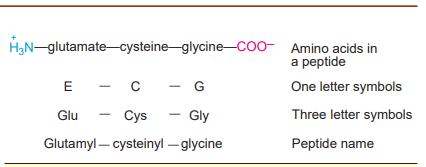 H₃N⁺—glutamate—cysteine—glycine—COO⁻ Amino acids in
a peptide
E — C — G One letter symbols
Glu — Cys — Gly Three letter symbols
Glutamyl — cysteinyl — glycine Peptide name